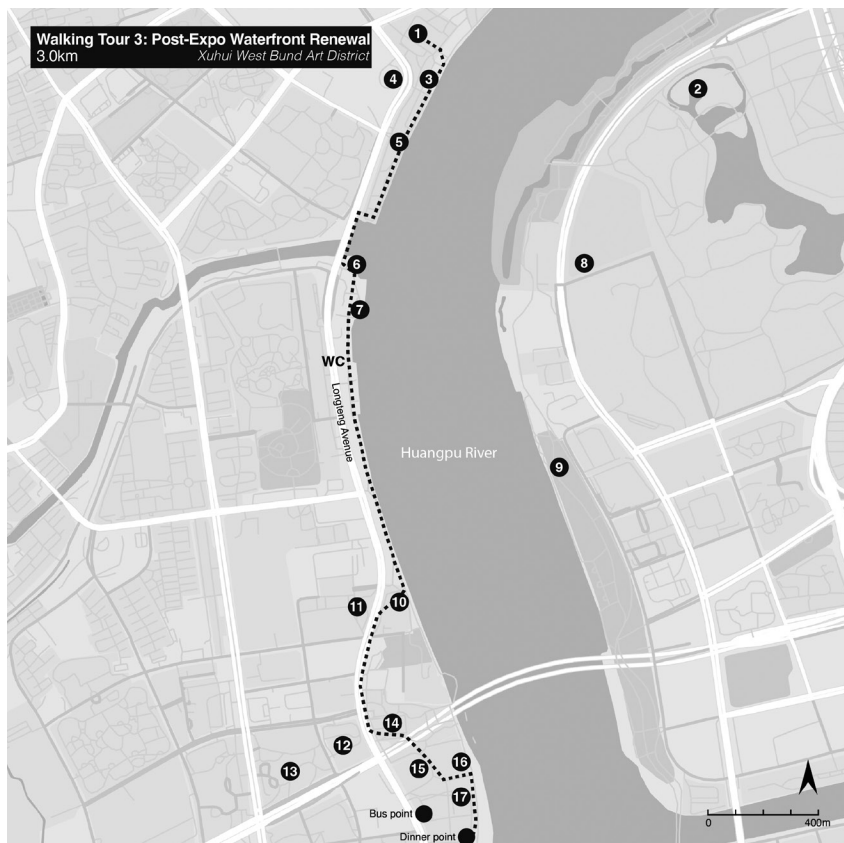 Walking Tour 3: Post-Expo Waterfront Renewal
3.0km Xuhui West Bund Art District
1
2
4
3
5
6
8
7
WC
Longteng Avenue
Huangpu River
9
11
10
14
12
13
15
16
17
Bus point
Dinner point
0 400m